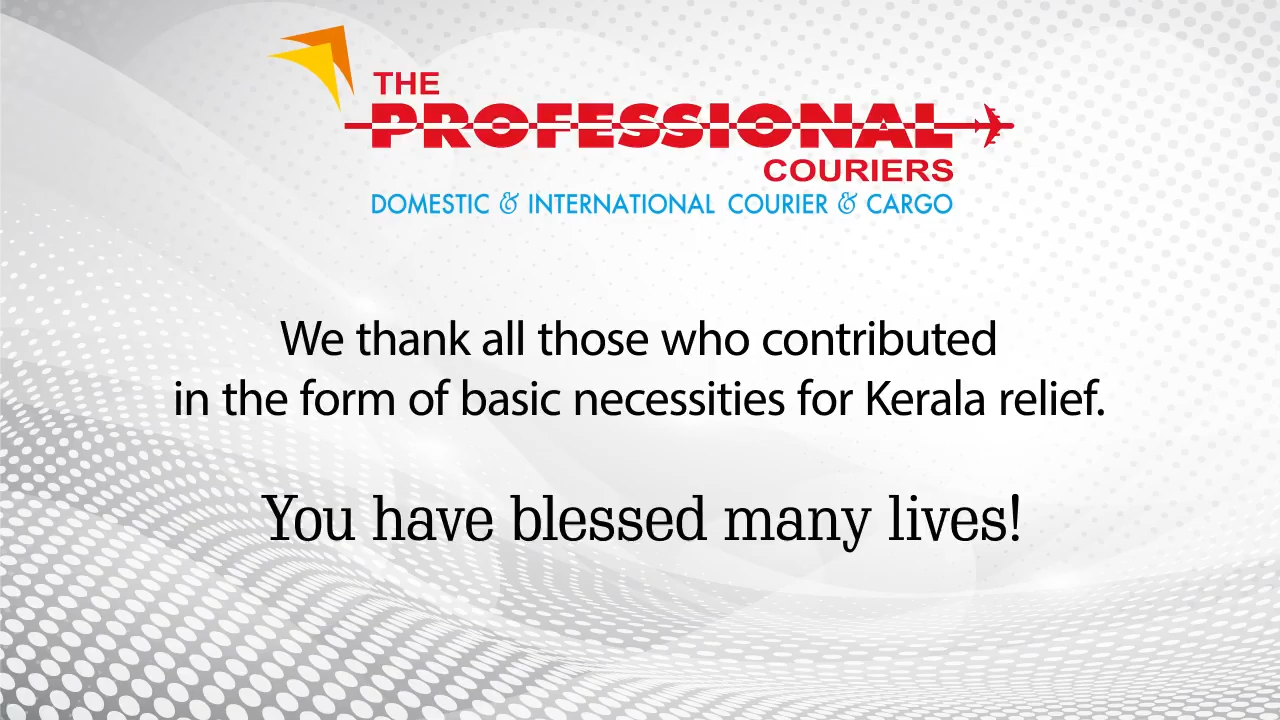 THE
PROFESSIONAL
COURIERS
DOMESTIC & INTERNATIONAL COURIER & CARGO
We thank all those who contributed
in the form of basic necessities for Kerala relief.
You have blessed many lives!